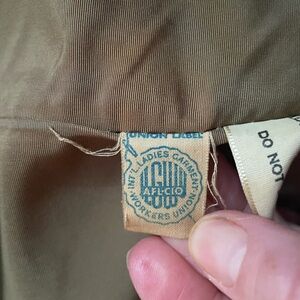 UNION LABEL
INT'L LADIES GARMENT WORKERS UNION
ILGWU
AFL-CIO
DO NOT